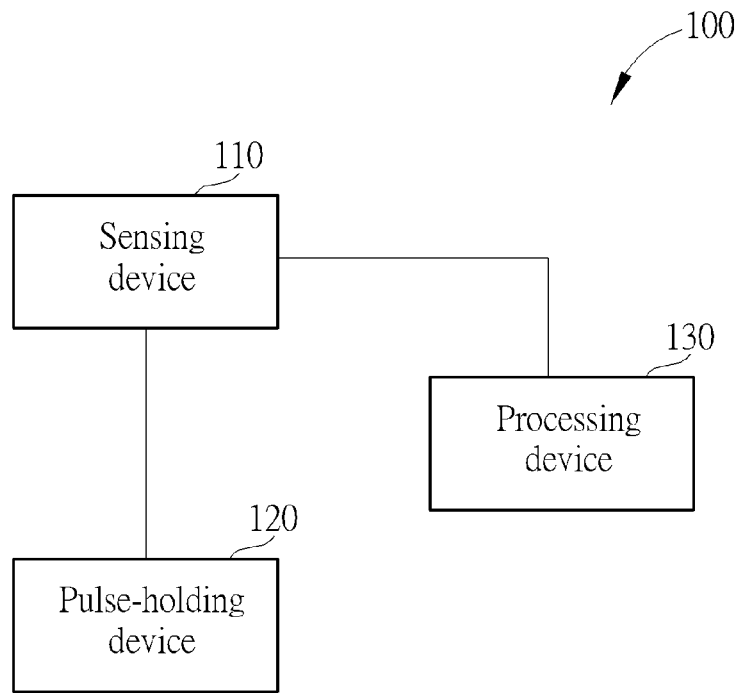 100
110
Sensing
device
130
Processing
device
120
Pulse-holding
device